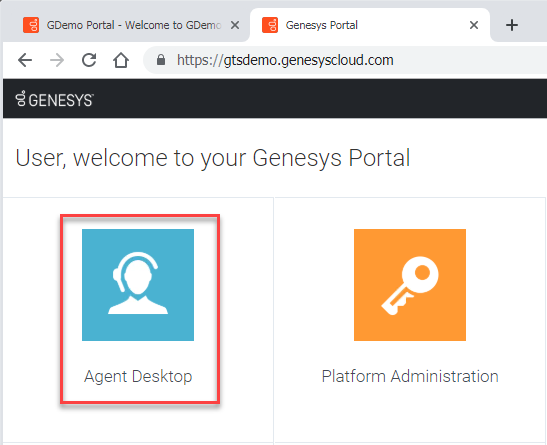 GDemo Portal - Welcome to GDemo
Genesys Portal
https://gtsdemo.genesyscloud.com
GENESYS
User, welcome to your Genesys Portal
Agent Desktop
Platform Administration